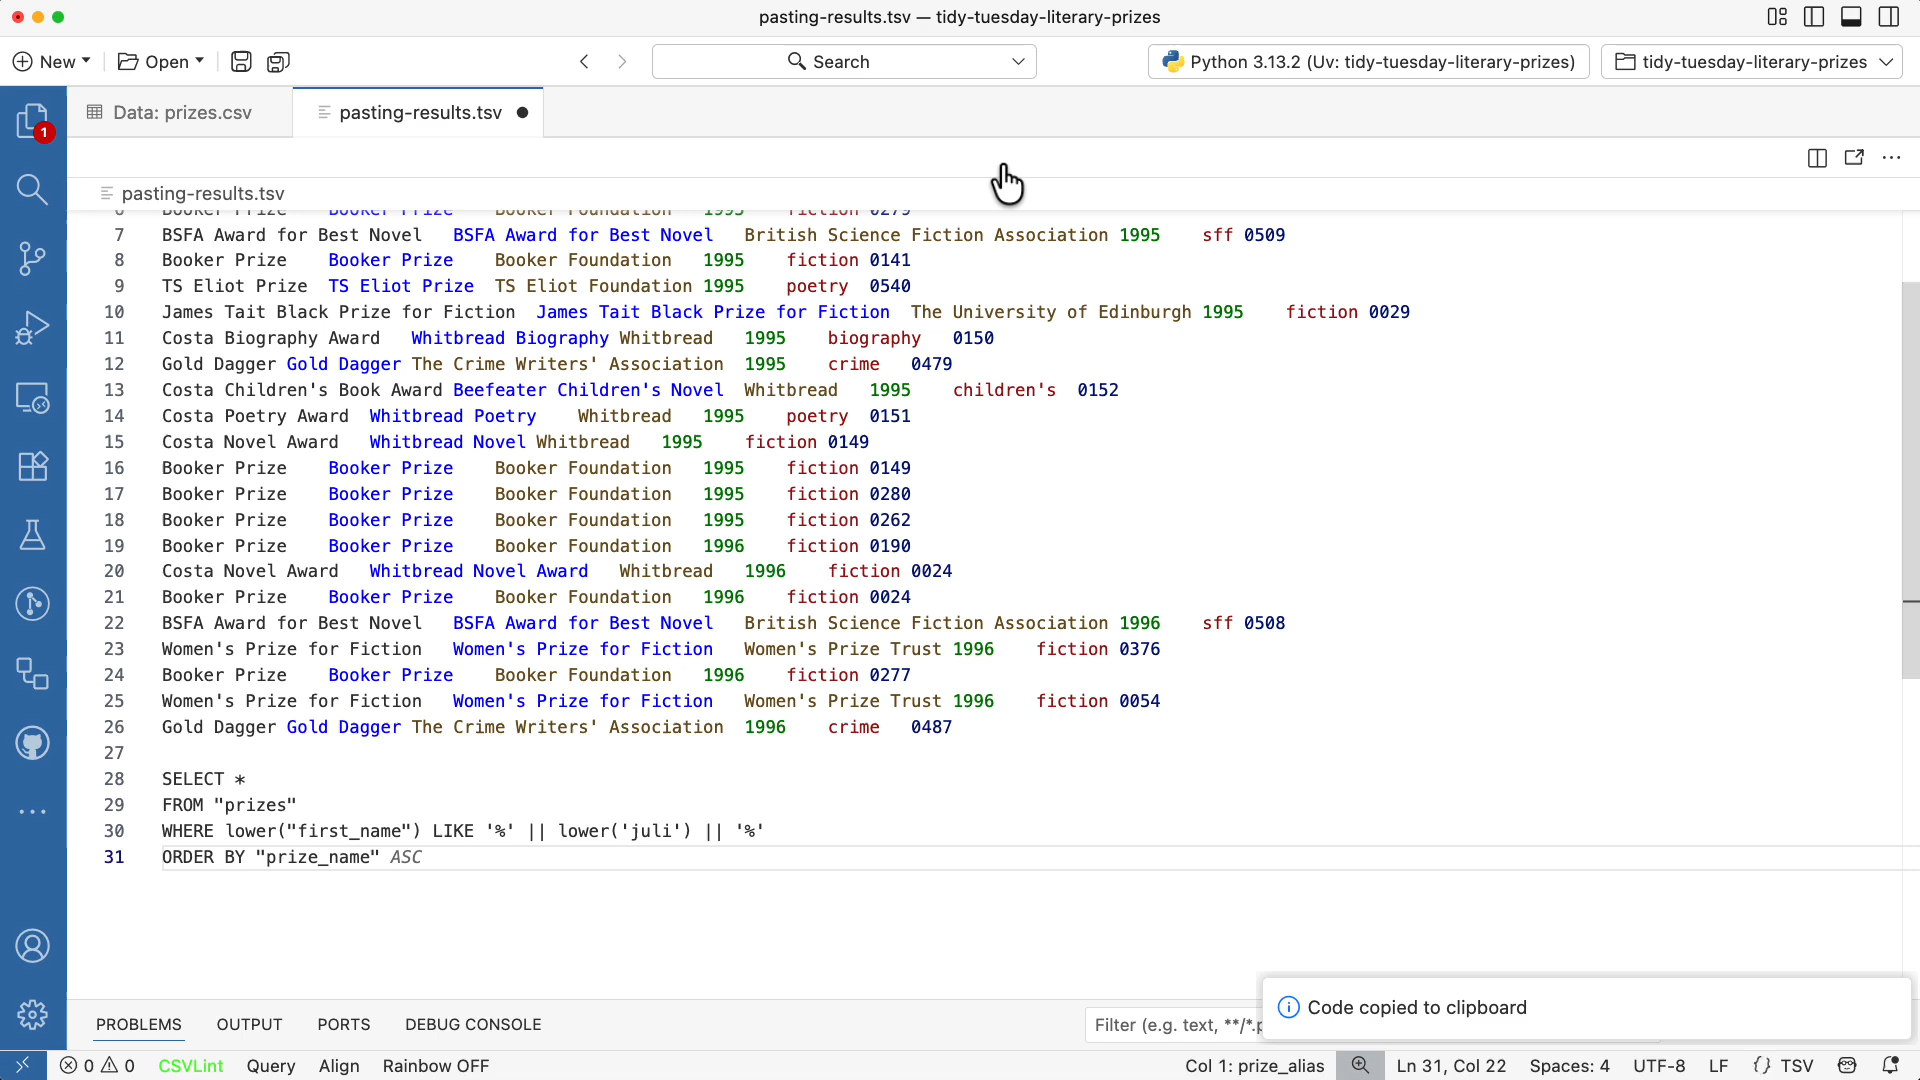 pasting-results.tsv — tidy-tuesday-literary-prizes
New Open Search Python 3.13.2 (Uv: tidy-tuesday-literary-prizes) tidy-tuesday-literary-prizes
1
Data: prizes.csv pasting-results.tsv
pasting-results.tsv
6 Booker Prize Booker Prize Booker Foundation 1995 fiction 0279
7 BSFA Award for Best Novel BSFA Award for Best Novel British Science Fiction Association 1995 sff 0509
8 Booker Prize Booker Prize Booker Foundation 1995 fiction 0141
9 TS Eliot Prize TS Eliot Prize TS Eliot Foundation 1995 poetry 0540
10 James Tait Black Prize for Fiction James Tait Black Prize for Fiction The University of Edinburgh 1995 fiction 0029
11 Costa Biography Award Whitbread Biography Whitbread 1995 biography 0150
12 Gold Dagger Gold Dagger The Crime Writers' Association 1995 crime 0479
13 Costa Children's Book Award Beefeater Children's Novel Whitbread 1995 children's 0152
14 Costa Poetry Award Whitbread Poetry Whitbread 1995 poetry 0151
15 Costa Novel Award Whitbread Novel Whitbread 1995 fiction 0149
16 Booker Prize Booker Prize Booker Foundation 1995 fiction 0149
17 Booker Prize Booker Prize Booker Foundation 1995 fiction 0280
18 Booker Prize Booker Prize Booker Foundation 1995 fiction 0262
19 Booker Prize Booker Prize Booker Foundation 1996 fiction 0190
20 Costa Novel Award Whitbread Novel Award Whitbread 1996 fiction 0024
21 Booker Prize Booker Prize Booker Foundation 1996 fiction 0024
22 BSFA Award for Best Novel BSFA Award for Best Novel British Science Fiction Association 1996 sff 0508
23 Women's Prize for Fiction Women's Prize for Fiction Women's Prize Trust 1996 fiction 0376
24 Booker Prize Booker Prize Booker Foundation 1996 fiction 0277
25 Women's Prize for Fiction Women's Prize for Fiction Women's Prize Trust 1996 fiction 0054
26 Gold Dagger Gold Dagger The Crime Writers' Association 1996 crime 0487
27
28 SELECT *
29 FROM "prizes"
30 WHERE lower("first_name") LIKE '%' || lower('juli') || '%'
31 ORDER BY "prize_name" ASC
Code copied to clipboard
PROBLEMS OUTPUT PORTS DEBUG CONSOLE Filter (e.g. text, **/*.
0 0 CSVLint Query Align Rainbow OFF Col 1: prize_alias Ln 31, Col 22 Spaces: 4 UTF-8 LF {} TSV